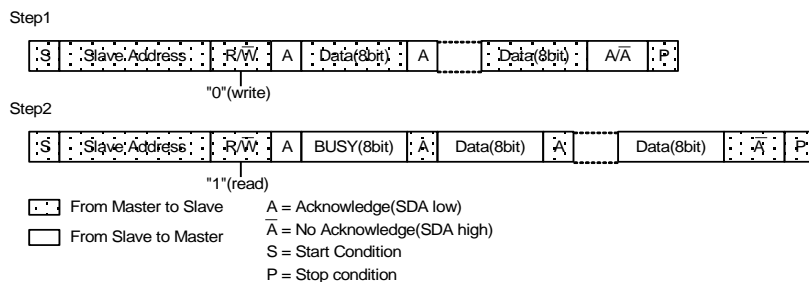 Step1
S Slave Address R/W̅ A Data(8bit) A Data(8bit) A/A̅ P
"0"(write)
Step2
S Slave Address R/W̅ A BUSY(8bit) A Data(8bit) A Data(8bit) A̅ P
"1"(read)
From Master to Slave
From Slave to Master
A = Acknowledge(SDA low)
A̅ = No Acknowledge(SDA high)
S = Start Condition
P = Stop condition